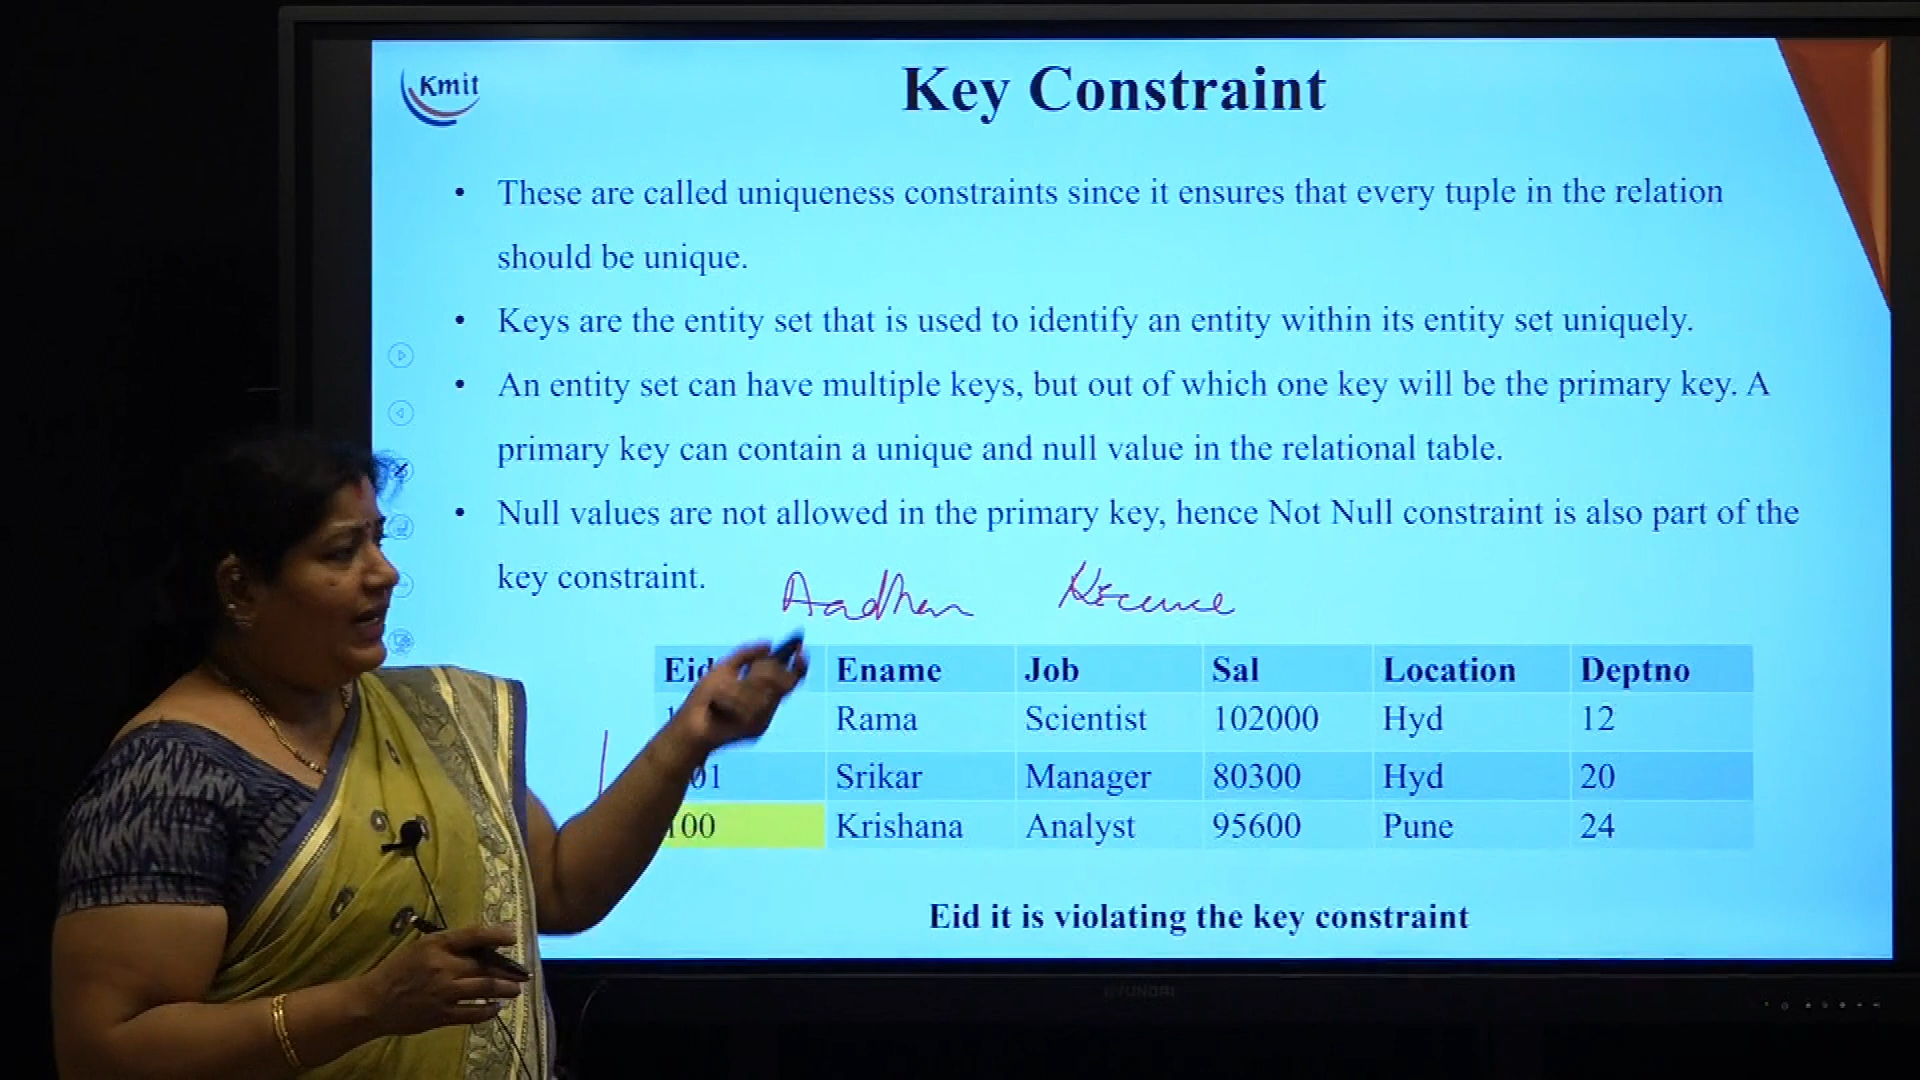 Kmit
Key Constraint
• These are called uniqueness constraints since it ensures that every tuple in the relation
should be unique.
• Keys are the entity set that is used to identify an entity within its entity set uniquely.
• An entity set can have multiple keys, but out of which one key will be the primary key. A
primary key can contain a unique and null value in the relational table.
• Null values are not allowed in the primary key, hence Not Null constraint is also part of the
key constraint.
Aadhar
Eid Ename Job Sal Location Deptno
Rama Scientist 102000 Hyd 12
01 Srikar Manager 80300 Hyd 20
100 Krishana Analyst 95600 Pune 24
Eid it is violating the key constraint
HYUNDAI